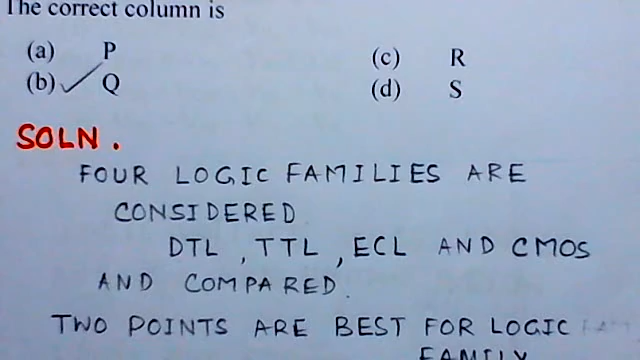 The correct column is
(a) P (c) R
(b) ✓ Q (d) S
SOLN.
FOUR LOGIC FAMILIES ARE
CONSIDERED
DTL, TTL, ECL AND CMOS
AND COMPARED.
TWO POINTS ARE BEST FOR LOGIC
FAMILY